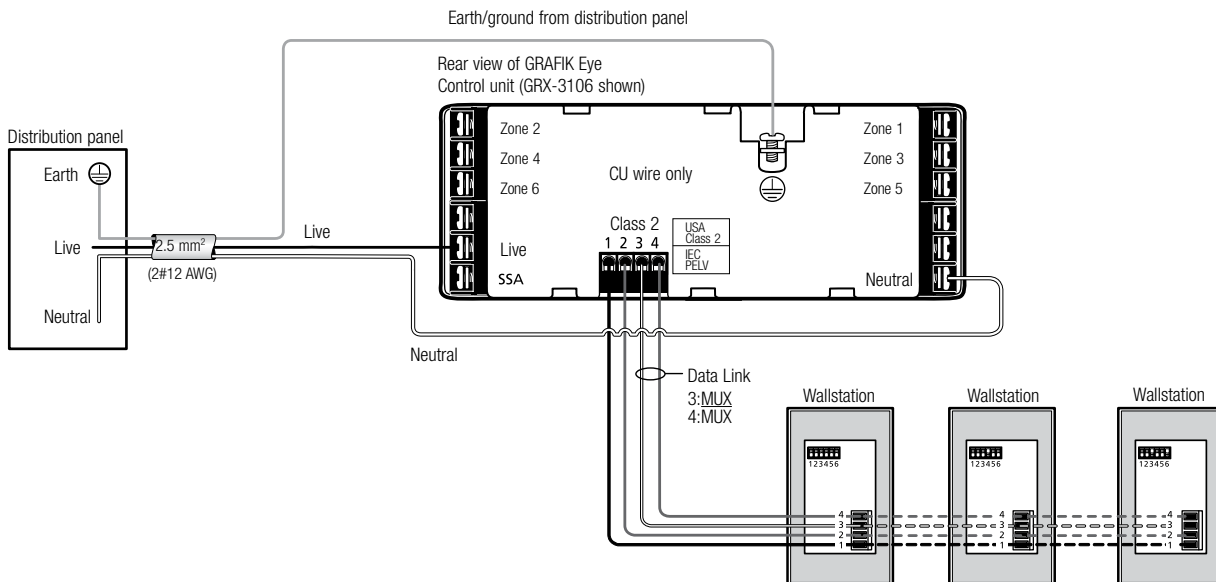 Earth/ground from distribution panel
Rear view of GRAFIK Eye
Control unit (GRX-3106 shown)
Distribution panel
Earth
Live
2.5 mm²
(2#12 AWG)
Neutral
Live
Neutral
Zone 2
Zone 4
Zone 6
Live
SSA
CU wire only
Class 2
1 2 3 4
USA
Class 2
IEC
PELV
Zone 1
Zone 3
Zone 5
Neutral
Data Link
3:MUX
4:MUX
Wallstation
123456
4
3
2
1
Wallstation
123456
4
3
2
1
Wallstation
123456
4
3
2
1